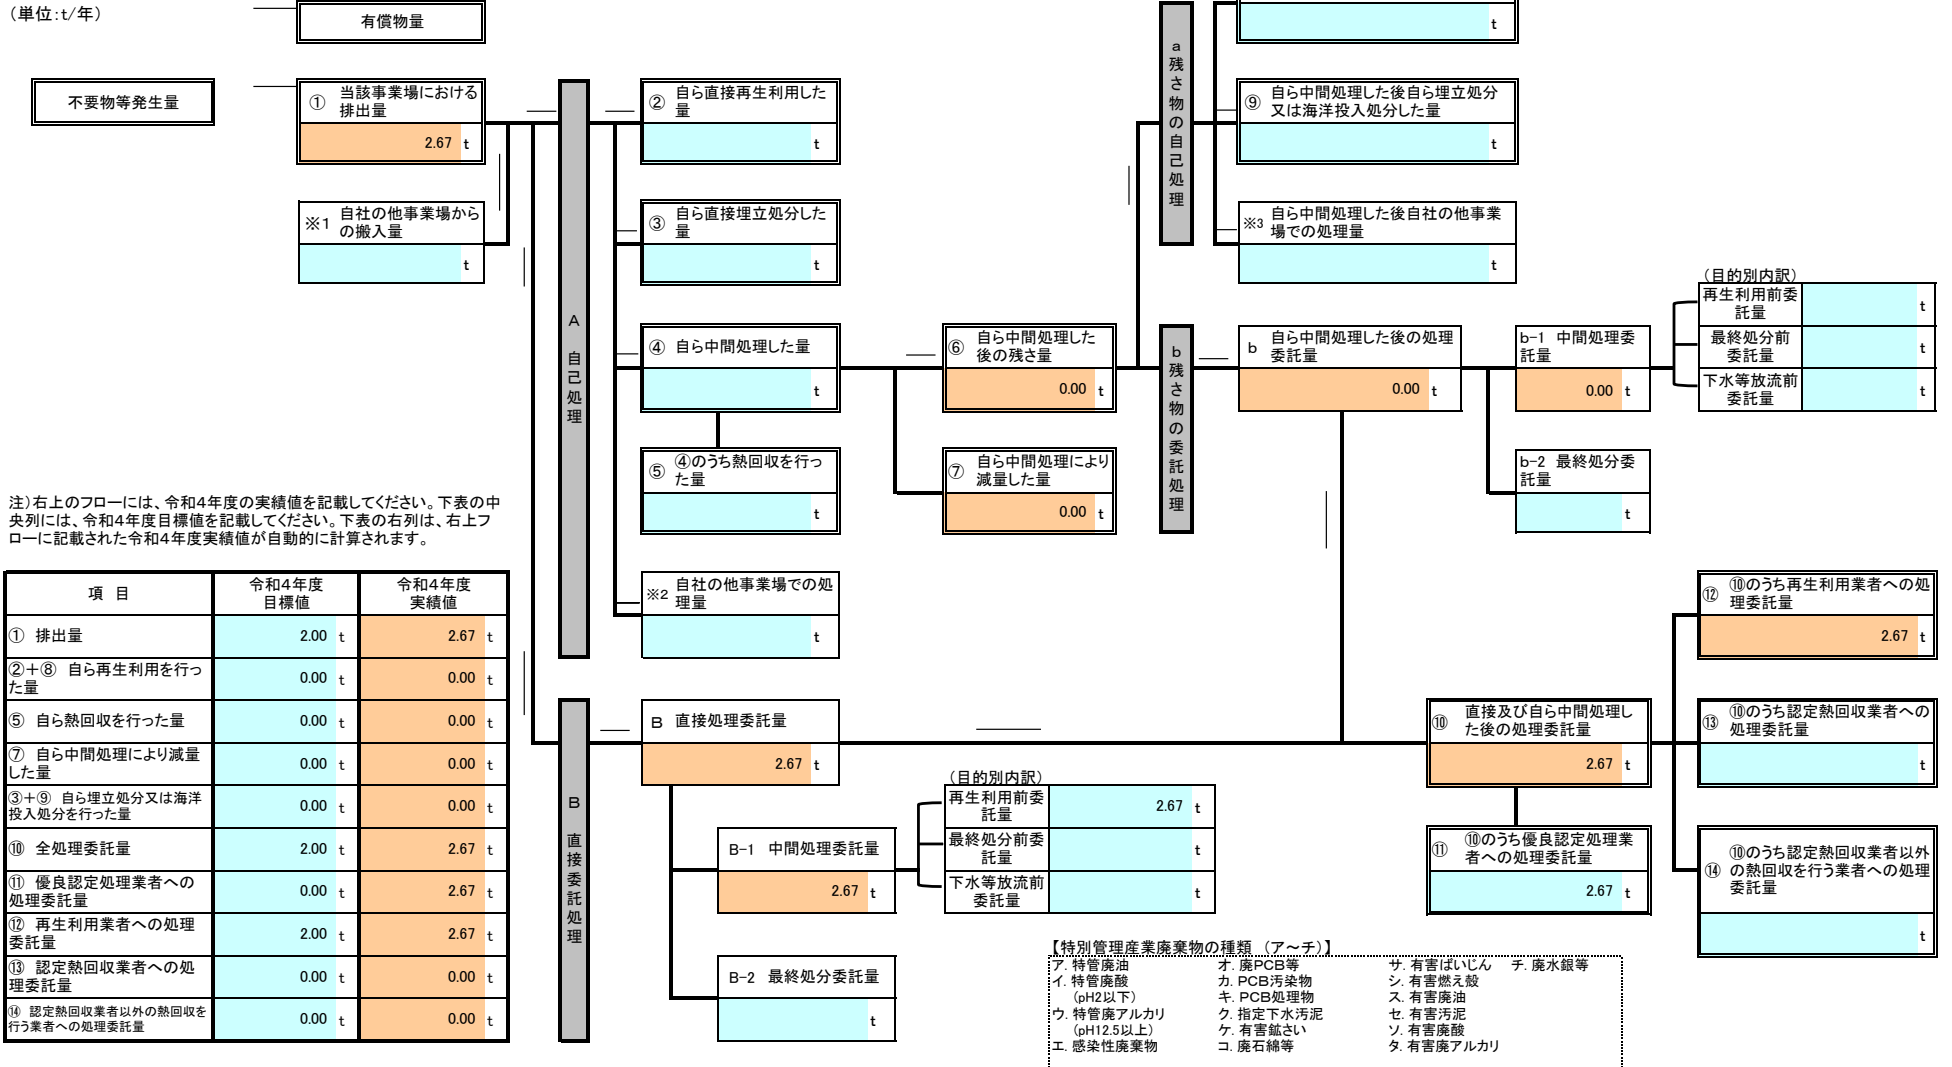 (単位:t/年)
有償物量
t
不要物等発生量
① 当該事業場における
排出量
2.67 t
※1 自社の他事業場から
の搬入量
t
A
自
己
処
理
② 自ら直接再生利用した
量
t
③ 自ら直接埋立処分した
量
t
④ 自ら中間処理した量
t
⑤ ④のうち熱回収を行っ
た量
t
※2 自社の他事業場での処
理量
t
⑥ 自ら中間処理した
後の残さ量
0.00 t
⑦ 自ら中間処理により
減量した量
0.00 t
a
残
さ
物
の
自
己
処
理
⑨ 自ら中間処理した後自ら埋立処分
又は海洋投入処分した量
t
※3 自ら中間処理した後自社の他事業
場での処理量
t
b
残
さ
物
の
委
託
処
理
b 自ら中間処理した後の処理
委託量
0.00 t
b-1 中間処理委
託量
0.00 t
b-2 最終処分委
託量
t
(目的別内訳)
再生利用前委
託量
t
最終処分前
委託量
t
下水等放流前
委託量
t
注)右上のフローには、令和4年度の実績値を記載してください。下表の中
央列には、令和4年度目標値を記載してください。下表の右列は、右上フ
ローに記載された令和4年度実績値が自動的に計算されます。
項 目
令和4年度
目標値
令和4年度
実績値
① 排出量 2.00 t 2.67 t
②+⑧ 自ら再生利用を行っ
た量
0.00 t 0.00 t
⑤ 自ら熱回収を行った量 0.00 t 0.00 t
⑦ 自ら中間処理により減量
した量
0.00 t 0.00 t
③+⑨ 自ら埋立処分又は海洋
投入処分を行った量
0.00 t 0.00 t
⑩ 全処理委託量 2.00 t 2.67 t
⑪ 優良認定処理業者への
処理委託量
0.00 t 2.67 t
⑫ 再生利用業者への処理
委託量
2.00 t 2.67 t
⑬ 認定熱回収業者への処
理委託量
0.00 t 0.00 t
⑭ 認定熱回収業者以外の熱回収を
行う業者への処理委託量
0.00 t 0.00 t
B
直
接
委
託
処
理
B 直接処理委託量
2.67 t
B-1 中間処理委託量
2.67 t
B-2 最終処分委託量
t
(目的別内訳)
再生利用前委
託量
2.67 t
最終処分前委
託量
t
下水等放流前
委託量
t
⑩ 直接及び自ら中間処理し
た後の処理委託量
2.67 t
⑪ ⑩のうち優良認定処理業
者への処理委託量
2.67 t
⑫ ⑩のうち再生利用業者への処
理委託量
2.67 t
⑬ ⑩のうち認定熱回収業者への
処理委託量
t
⑭ ⑩のうち認定熱回収業者以外
の熱回収を行う業者への処理
委託量
t
【特別管理産業廃棄物の種類 (ア~チ)】
ア. 特管廃油 オ. 廃PCB等 サ. 有害ばいじん チ. 廃水銀等
イ. 特管廃酸 カ. PCB汚染物 シ. 有害燃え殻
(pH2以下) キ. PCB処理物 ス. 有害廃油
ウ. 特管廃アルカリ ク. 指定下水汚泥 セ. 有害汚泥
(pH12.5以上) ケ. 有害鉱さい ソ. 有害廃酸
エ. 感染性廃棄物 コ. 廃石綿等 タ. 有害廃アルカリ